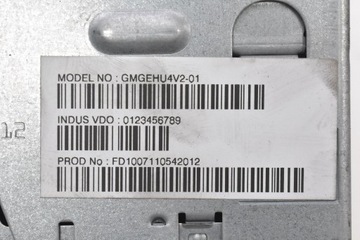 MODEL NO : GMGEHU4V2-01
INDUS VDO : 0123456789
PROD No : FD1007110542012
12